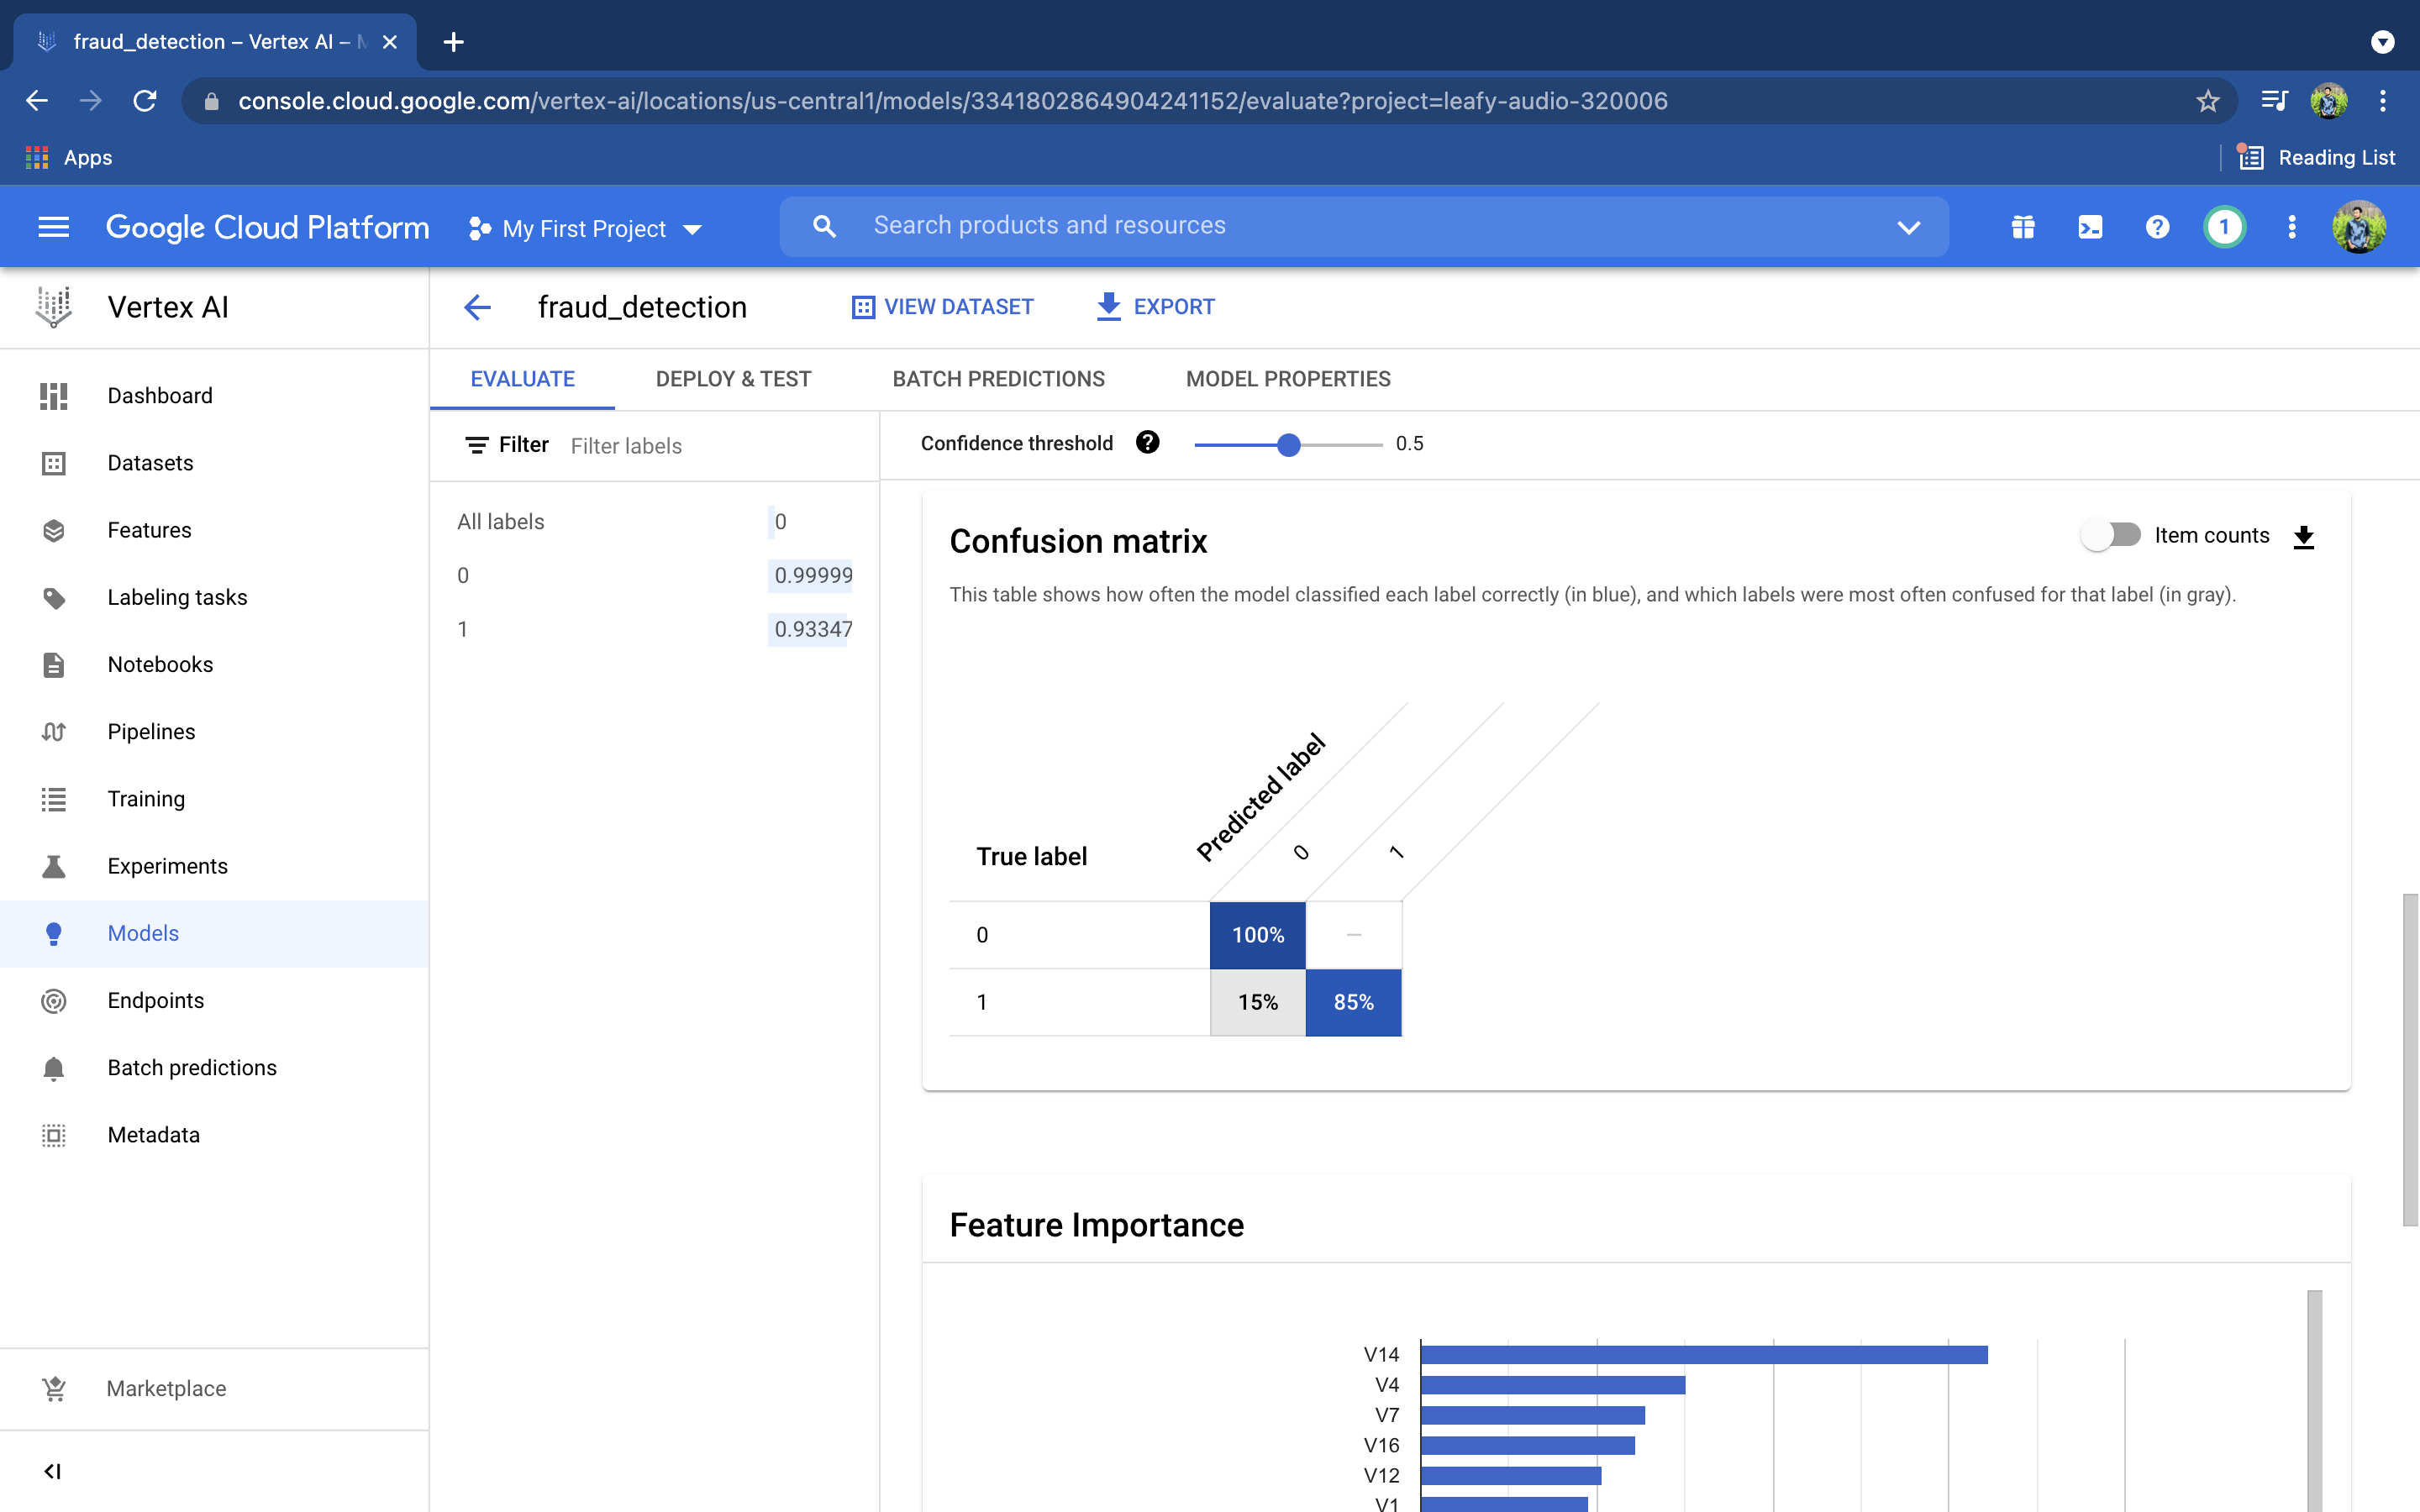 fraud_detection – Vertex AI –
console.cloud.google.com/vertex-ai/locations/us-central1/models/3341802864904241152/evaluate?project=leafy-audio-320006
Apps
Reading List
Google Cloud Platform
My First Project
Search products and resources
1
Vertex AI
fraud_detection
VIEW DATASET
EXPORT
Dashboard
Datasets
Features
Labeling tasks
Notebooks
Pipelines
Training
Experiments
Models
Endpoints
Batch predictions
Metadata
Marketplace
EVALUATE
DEPLOY & TEST
BATCH PREDICTIONS
MODEL PROPERTIES
Filter Filter labels
All labels 0
0 0.99999
1 0.93347
Confidence threshold ? 0.5
Confusion matrix
Item counts
This table shows how often the model classified each label correctly (in blue), and which labels were most often confused for that label (in gray).
True label
Predicted label
0
1
0 100% –
1 15% 85%
Feature Importance
V14
V4
V7
V16
V12
V1